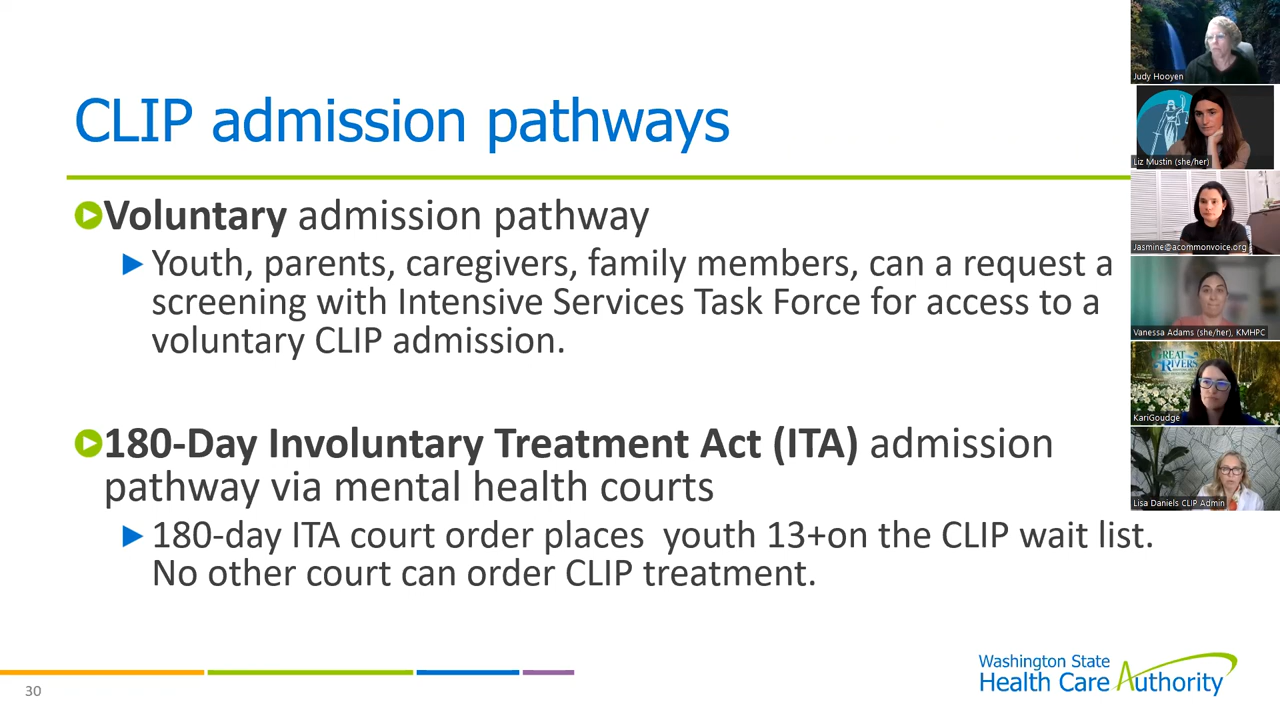 CLIP admission pathways
Voluntary admission pathway
Youth, parents, caregivers, family members, can a request a
screening with Intensive Services Task Force for access to a
voluntary CLIP admission.
180-Day Involuntary Treatment Act (ITA) admission
pathway via mental health courts
180-day ITA court order places youth 13+on the CLIP wait list.
No other court can order CLIP treatment.
30
Washington State
Health Care Authority
Judy Hooyen
Liz Mustin (she/her)
Jasmine@acommonvoice.org
Vanessa Adams (she/her), KMHPC
GREAT
RIVERS
KariGoudge
Lisa Daniels CLIP Admin